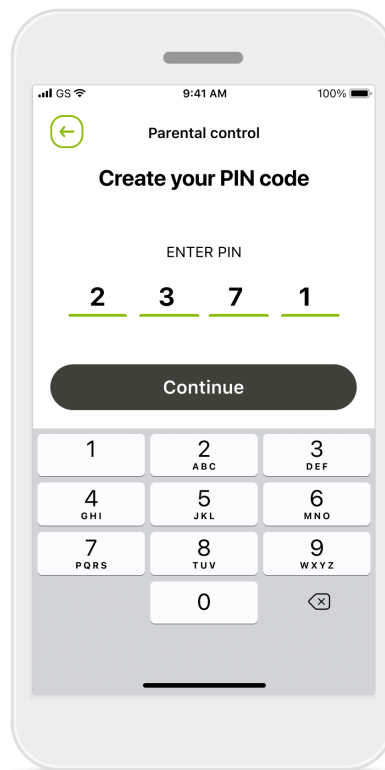 GS 9:41 AM 100%
Parental control
Create your PIN code
ENTER PIN
2 3 7 1
Continue
1 2 3
ABC DEF
4 5 6
GHI JKL MNO
7 8 9
PQRS TUV WXYZ
0